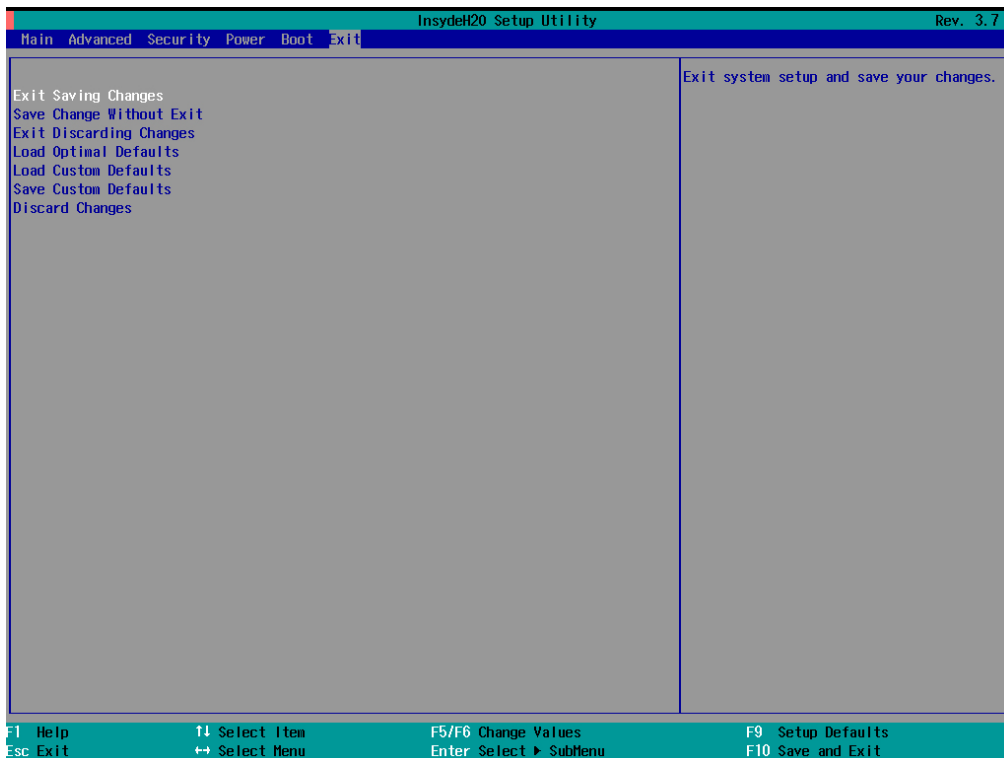 InsydeH20 Setup Utility Rev. 3.7
Main Advanced Security Power Boot Exit
Exit Saving Changes
Save Change Without Exit
Exit Discarding Changes
Load Optimal Defaults
Load Custom Defaults
Save Custom Defaults
Discard Changes
Exit system setup and save your changes.
F1 Help ↑↓ Select Item F5/F6 Change Values F9 Setup Defaults
Esc Exit ↔ Select Menu Enter Select ▶ SubMenu F10 Save and Exit